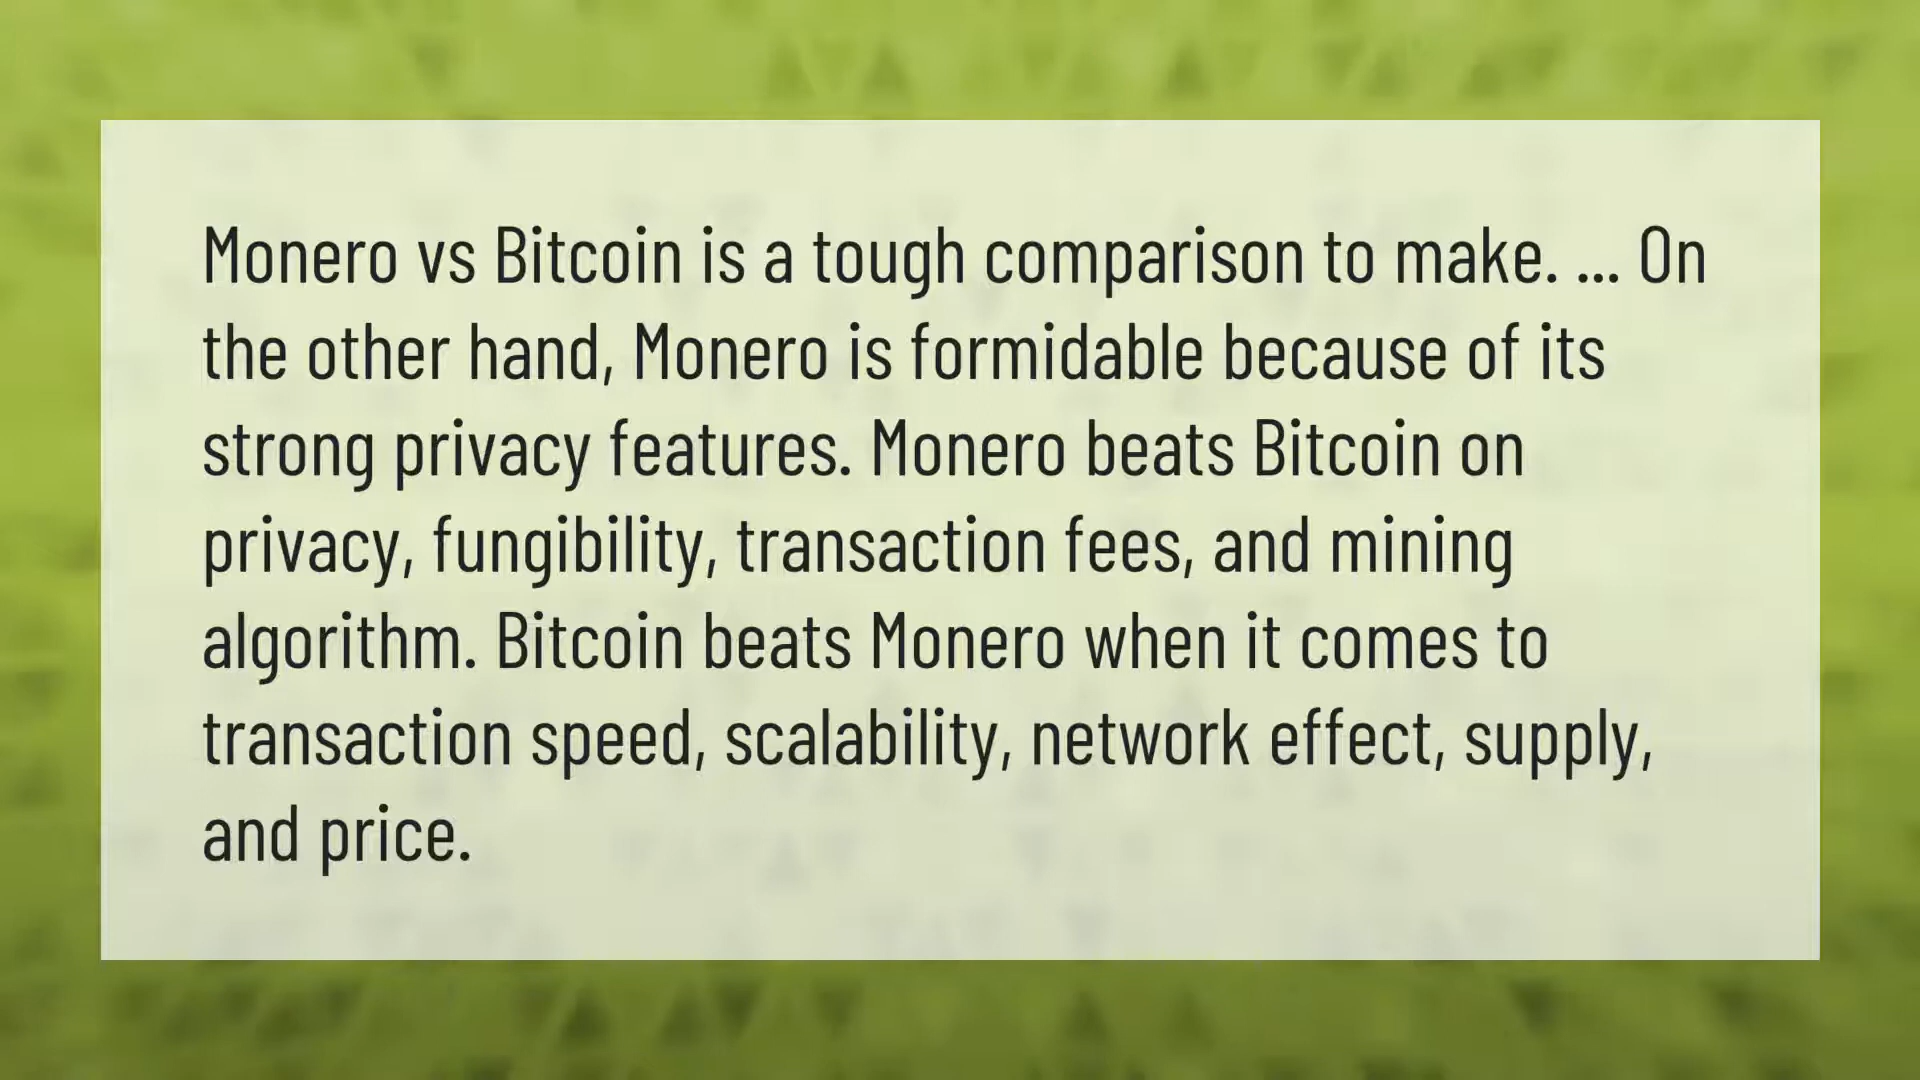 Monero vs Bitcoin is a tough comparison to make. ... On
the other hand, Monero is formidable because of its
strong privacy features. Monero beats Bitcoin on
privacy, fungibility, transaction fees, and mining
algorithm. Bitcoin beats Monero when it comes to
transaction speed, scalability, network effect, supply,
and price.